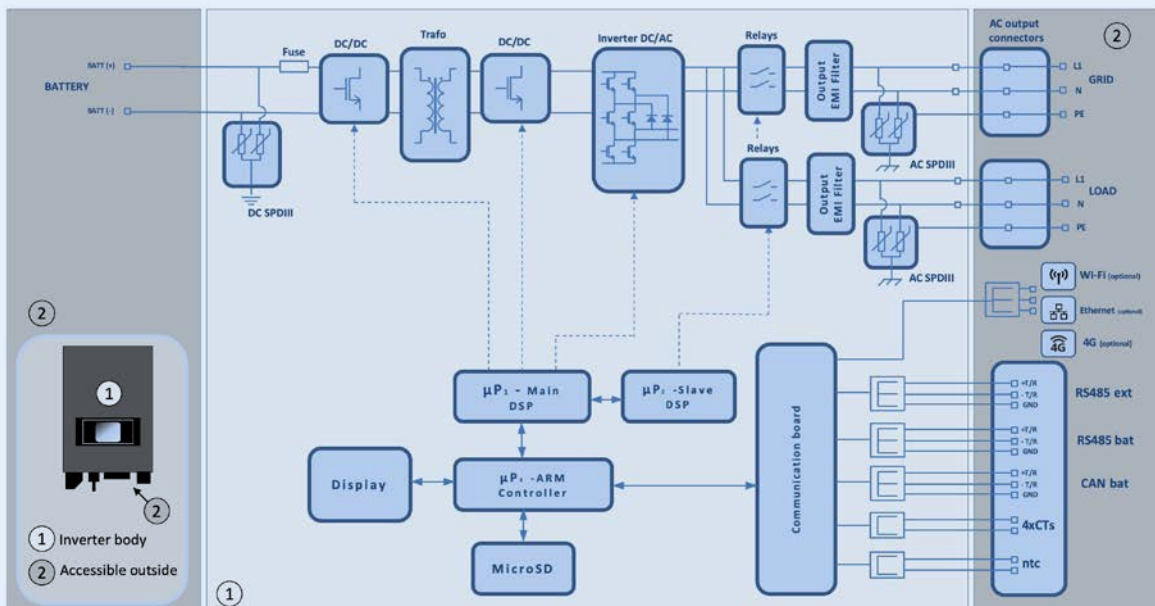 BATTERY
BATT (+)
BATT (-)
Fuse
DC SPDIII
DC/DC
Trafo
DC/DC
Inverter DC/AC
Relays
Output
EMI Filter
AC SPDIII
Relays
Output
EMI Filter
AC SPDIII
AC output
connectors
2
L1
GRID
N
PE
L1
LOAD
N
PE
Wi-Fi (optional)
Ethernet (optional)
4G
4G (optional)
µP₁ - Main
DSP
-Slave
DSP
-ARM
Controller
Display
MicroSD
Communication board
+T/R
- T/R
GND
RS485 ext
+T/R
- T/R
GND
RS485 bat
+T/R
- T/R
GND
CAN bat
4xCTs
ntc
2
1
2
1 Inverter body
2 Accessible outside
1